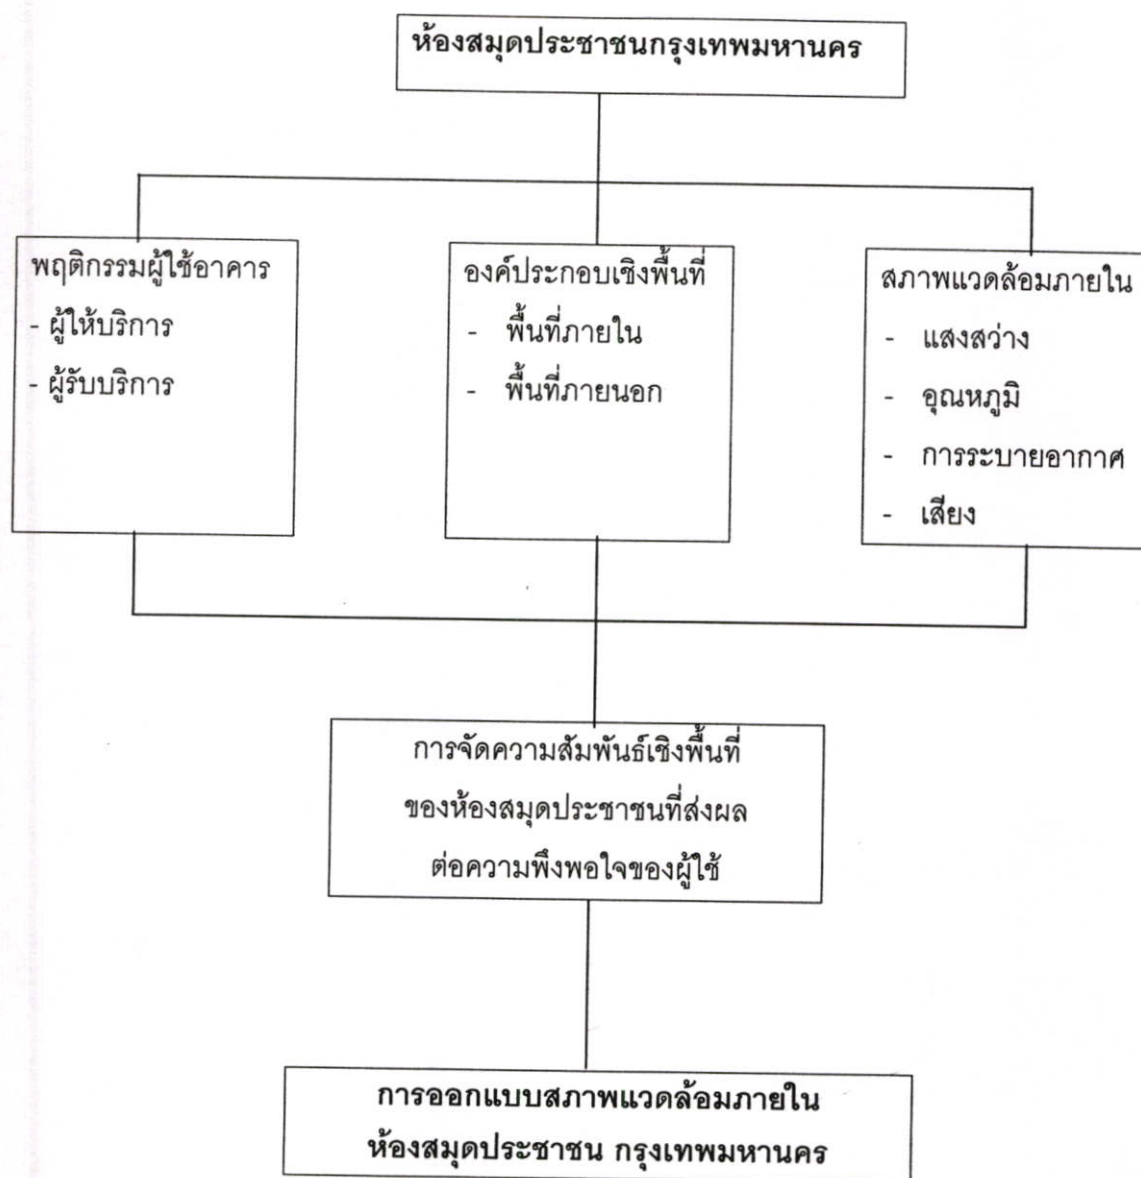 ห้องสมุดประชาชนกรุงเทพมหานคร
พฤติกรรมผู้ใช้อาคาร
- ผู้ให้บริการ
- ผู้รับบริการ
องค์ประกอบเชิงพื้นที่
- พื้นที่ภายใน
- พื้นที่ภายนอก
สภาพแวดล้อมภายใน
- แสงสว่าง
- อุณหภูมิ
- การระบายอากาศ
- เสียง
การจัดความสัมพันธ์เชิงพื้นที่
ของห้องสมุดประชาชนที่ส่งผล
ต่อความพึงพอใจของผู้ใช้
การออกแบบสภาพแวดล้อมภายใน
ห้องสมุดประชาชน กรุงเทพมหานคร